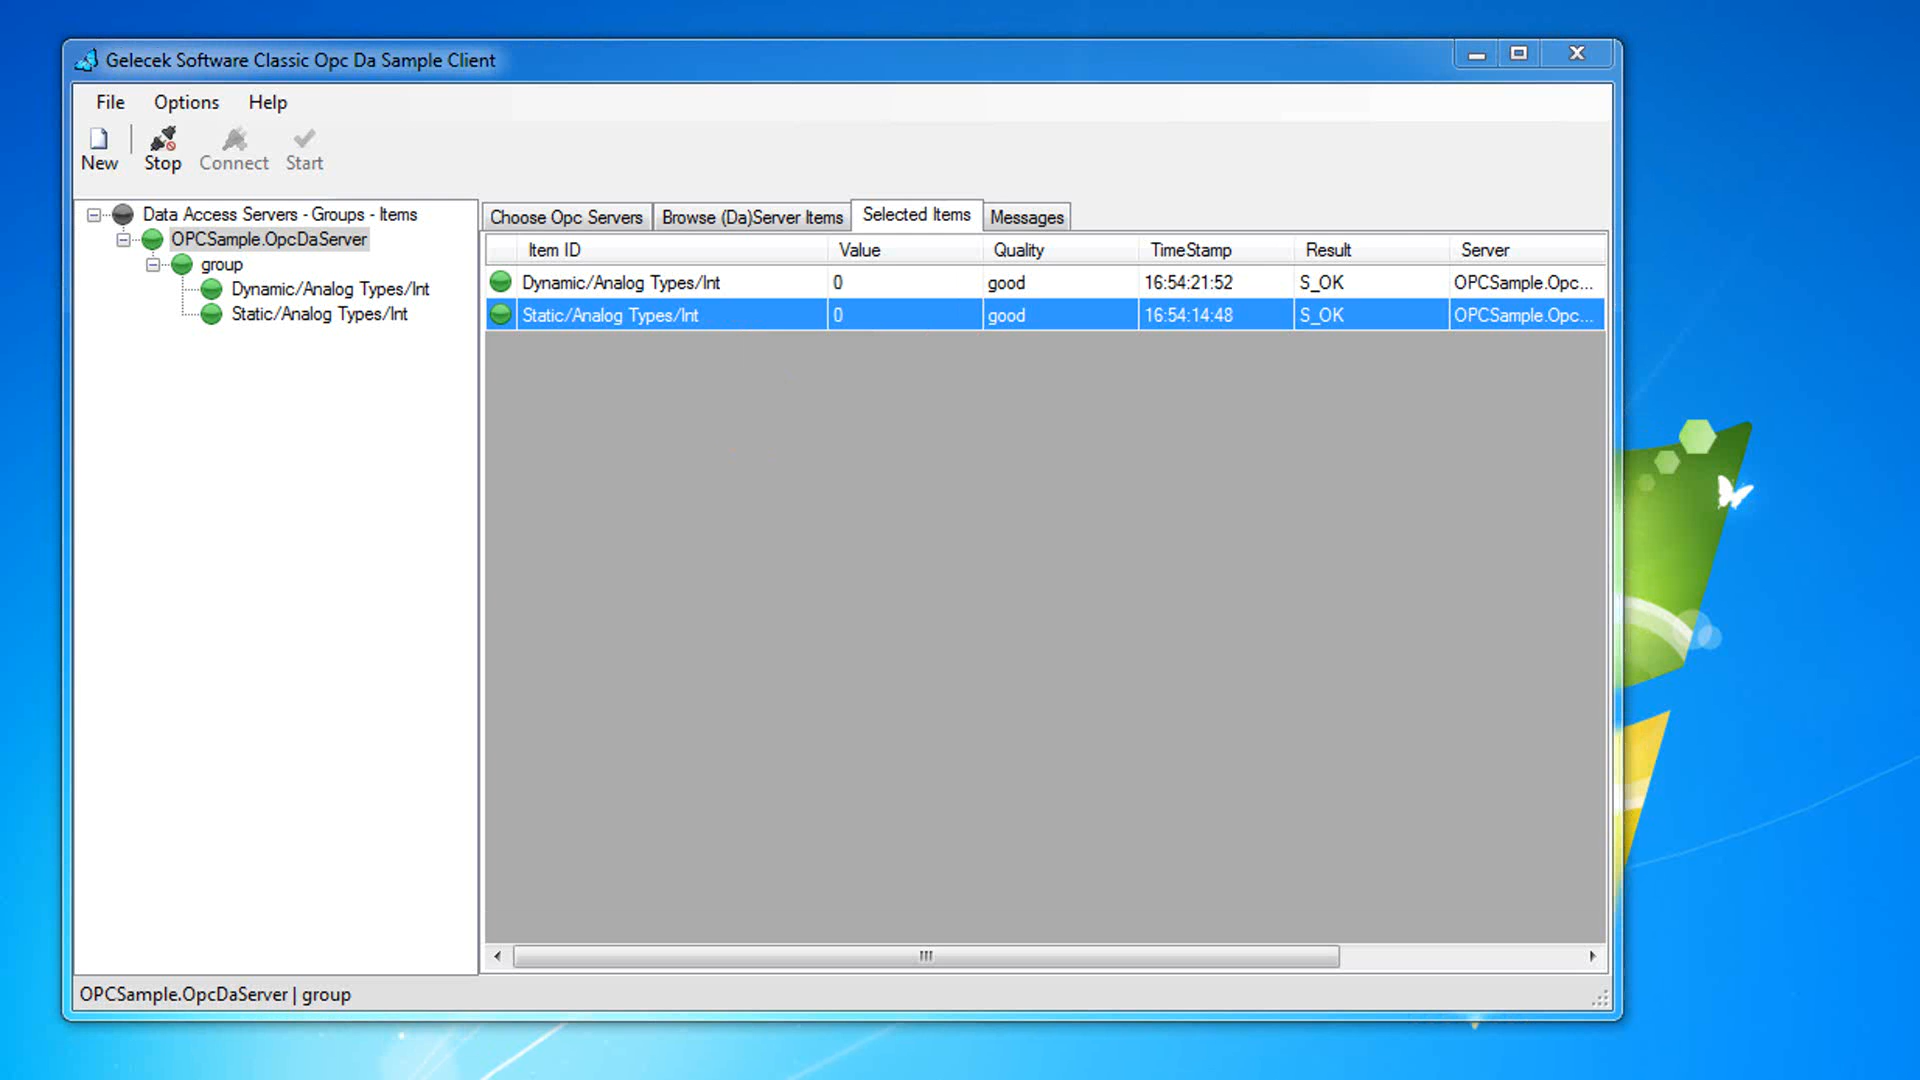 Gelecek Software Classic Opc Da Sample Client
File Options Help
New Stop Connect Start
Data Access Servers - Groups - Items
OPCSample.OpcDaServer
group
Dynamic/Analog Types/Int
Static/Analog Types/Int
Choose Opc Servers Browse (Da)Server Items Selected Items Messages
Item ID Value Quality TimeStamp Result Server
Dynamic/Analog Types/Int 0 good 16:54:21:52 S_OK OPCSample.Opc...
Static/Analog Types/Int 0 good 16:54:14:48 S_OK OPCSample.Opc...
OPCSample.OpcDaServer | group